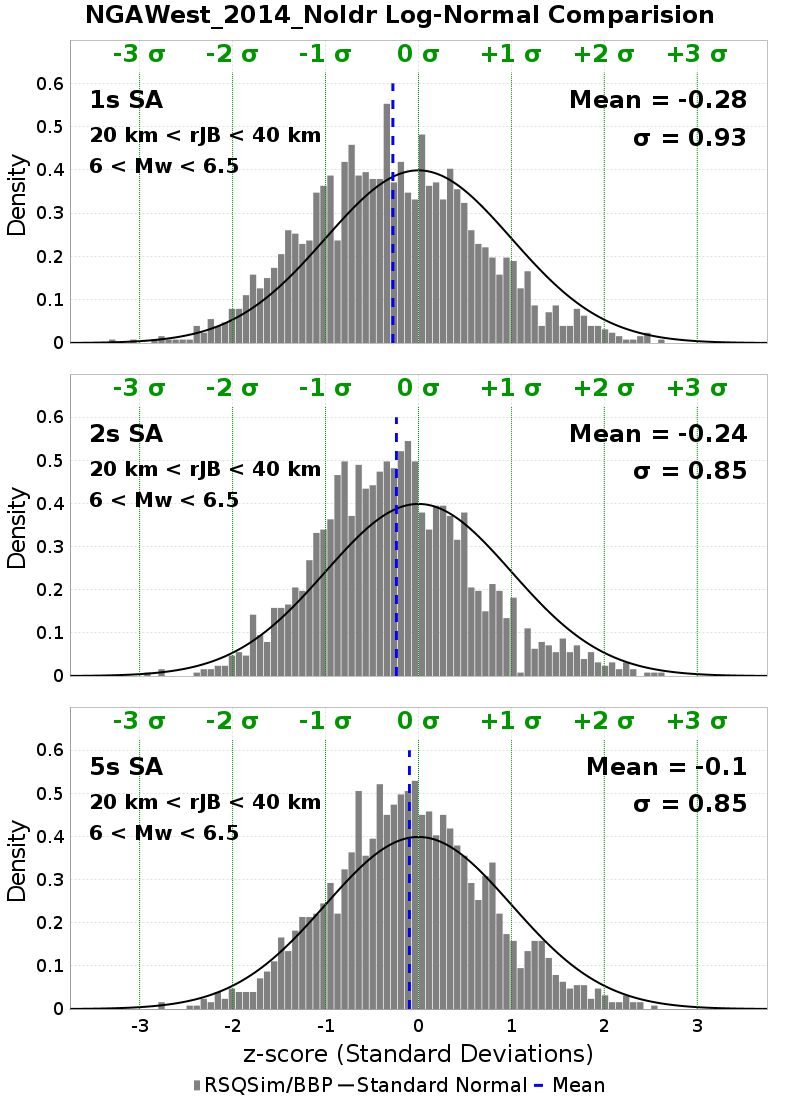 NGAWest_2014_NoIdr Log-Normal Comparision
-3 σ -2 σ -1 σ 0 σ +1 σ +2 σ +3 σ
1s SA
20 km < rJB < 40 km
6 < Mw < 6.5
Mean = -0.28
σ = 0.93
Density
0.6
0.5
0.4
0.3
0.2
0.1
0
-3 σ -2 σ -1 σ 0 σ +1 σ +2 σ +3 σ
2s SA
20 km < rJB < 40 km
6 < Mw < 6.5
Mean = -0.24
σ = 0.85
Density
0.6
0.5
0.4
0.3
0.2
0.1
0
-3 σ -2 σ -1 σ 0 σ +1 σ +2 σ +3 σ
5s SA
20 km < rJB < 40 km
6 < Mw < 6.5
Mean = -0.1
σ = 0.85
Density
0.6
0.5
0.4
0.3
0.2
0.1
0
-3 -2 -1 0 1 2 3
z-score (Standard Deviations)
RSQSim/BBP Standard Normal Mean